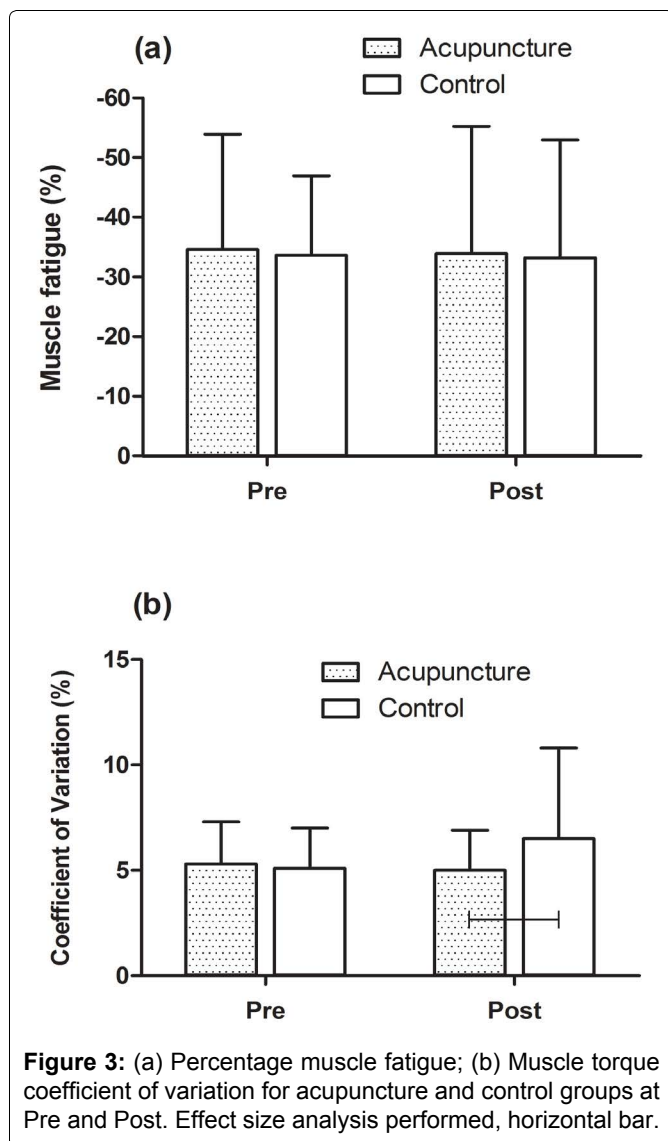 (a)
Acupuncture
Control
Muscle fatigue (%)
-60
-50
-40
-30
-20
-10
0
Pre Post
(b)
Acupuncture
Control
Coefficient of Variation (%)
15
10
5
0
Pre Post
Figure 3: (a) Percentage muscle fatigue; (b) Muscle torque
coefficient of variation for acupuncture and control groups at
Pre and Post. Effect size analysis performed, horizontal bar.